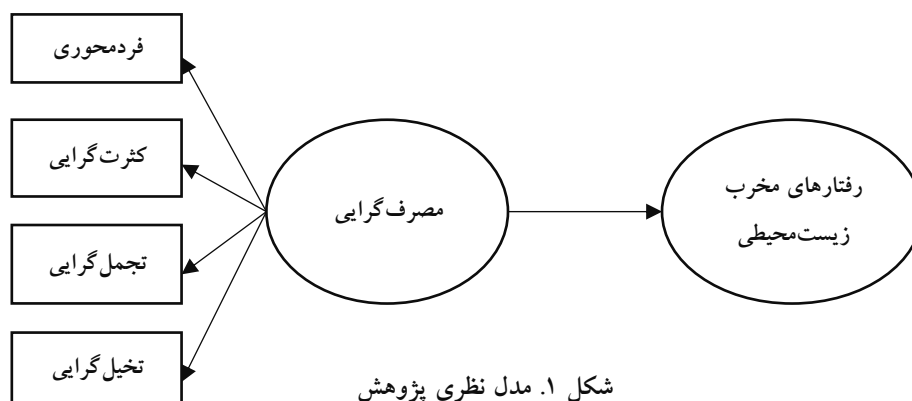 فردمحوری
کثرت‌گرایی
تجمل‌گرایی
تخیل‌گرایی
مصرف‌گرایی
رفتارهای مخرب
زیست‌محیطی
شکل ۱. مدل نظری پژوهش